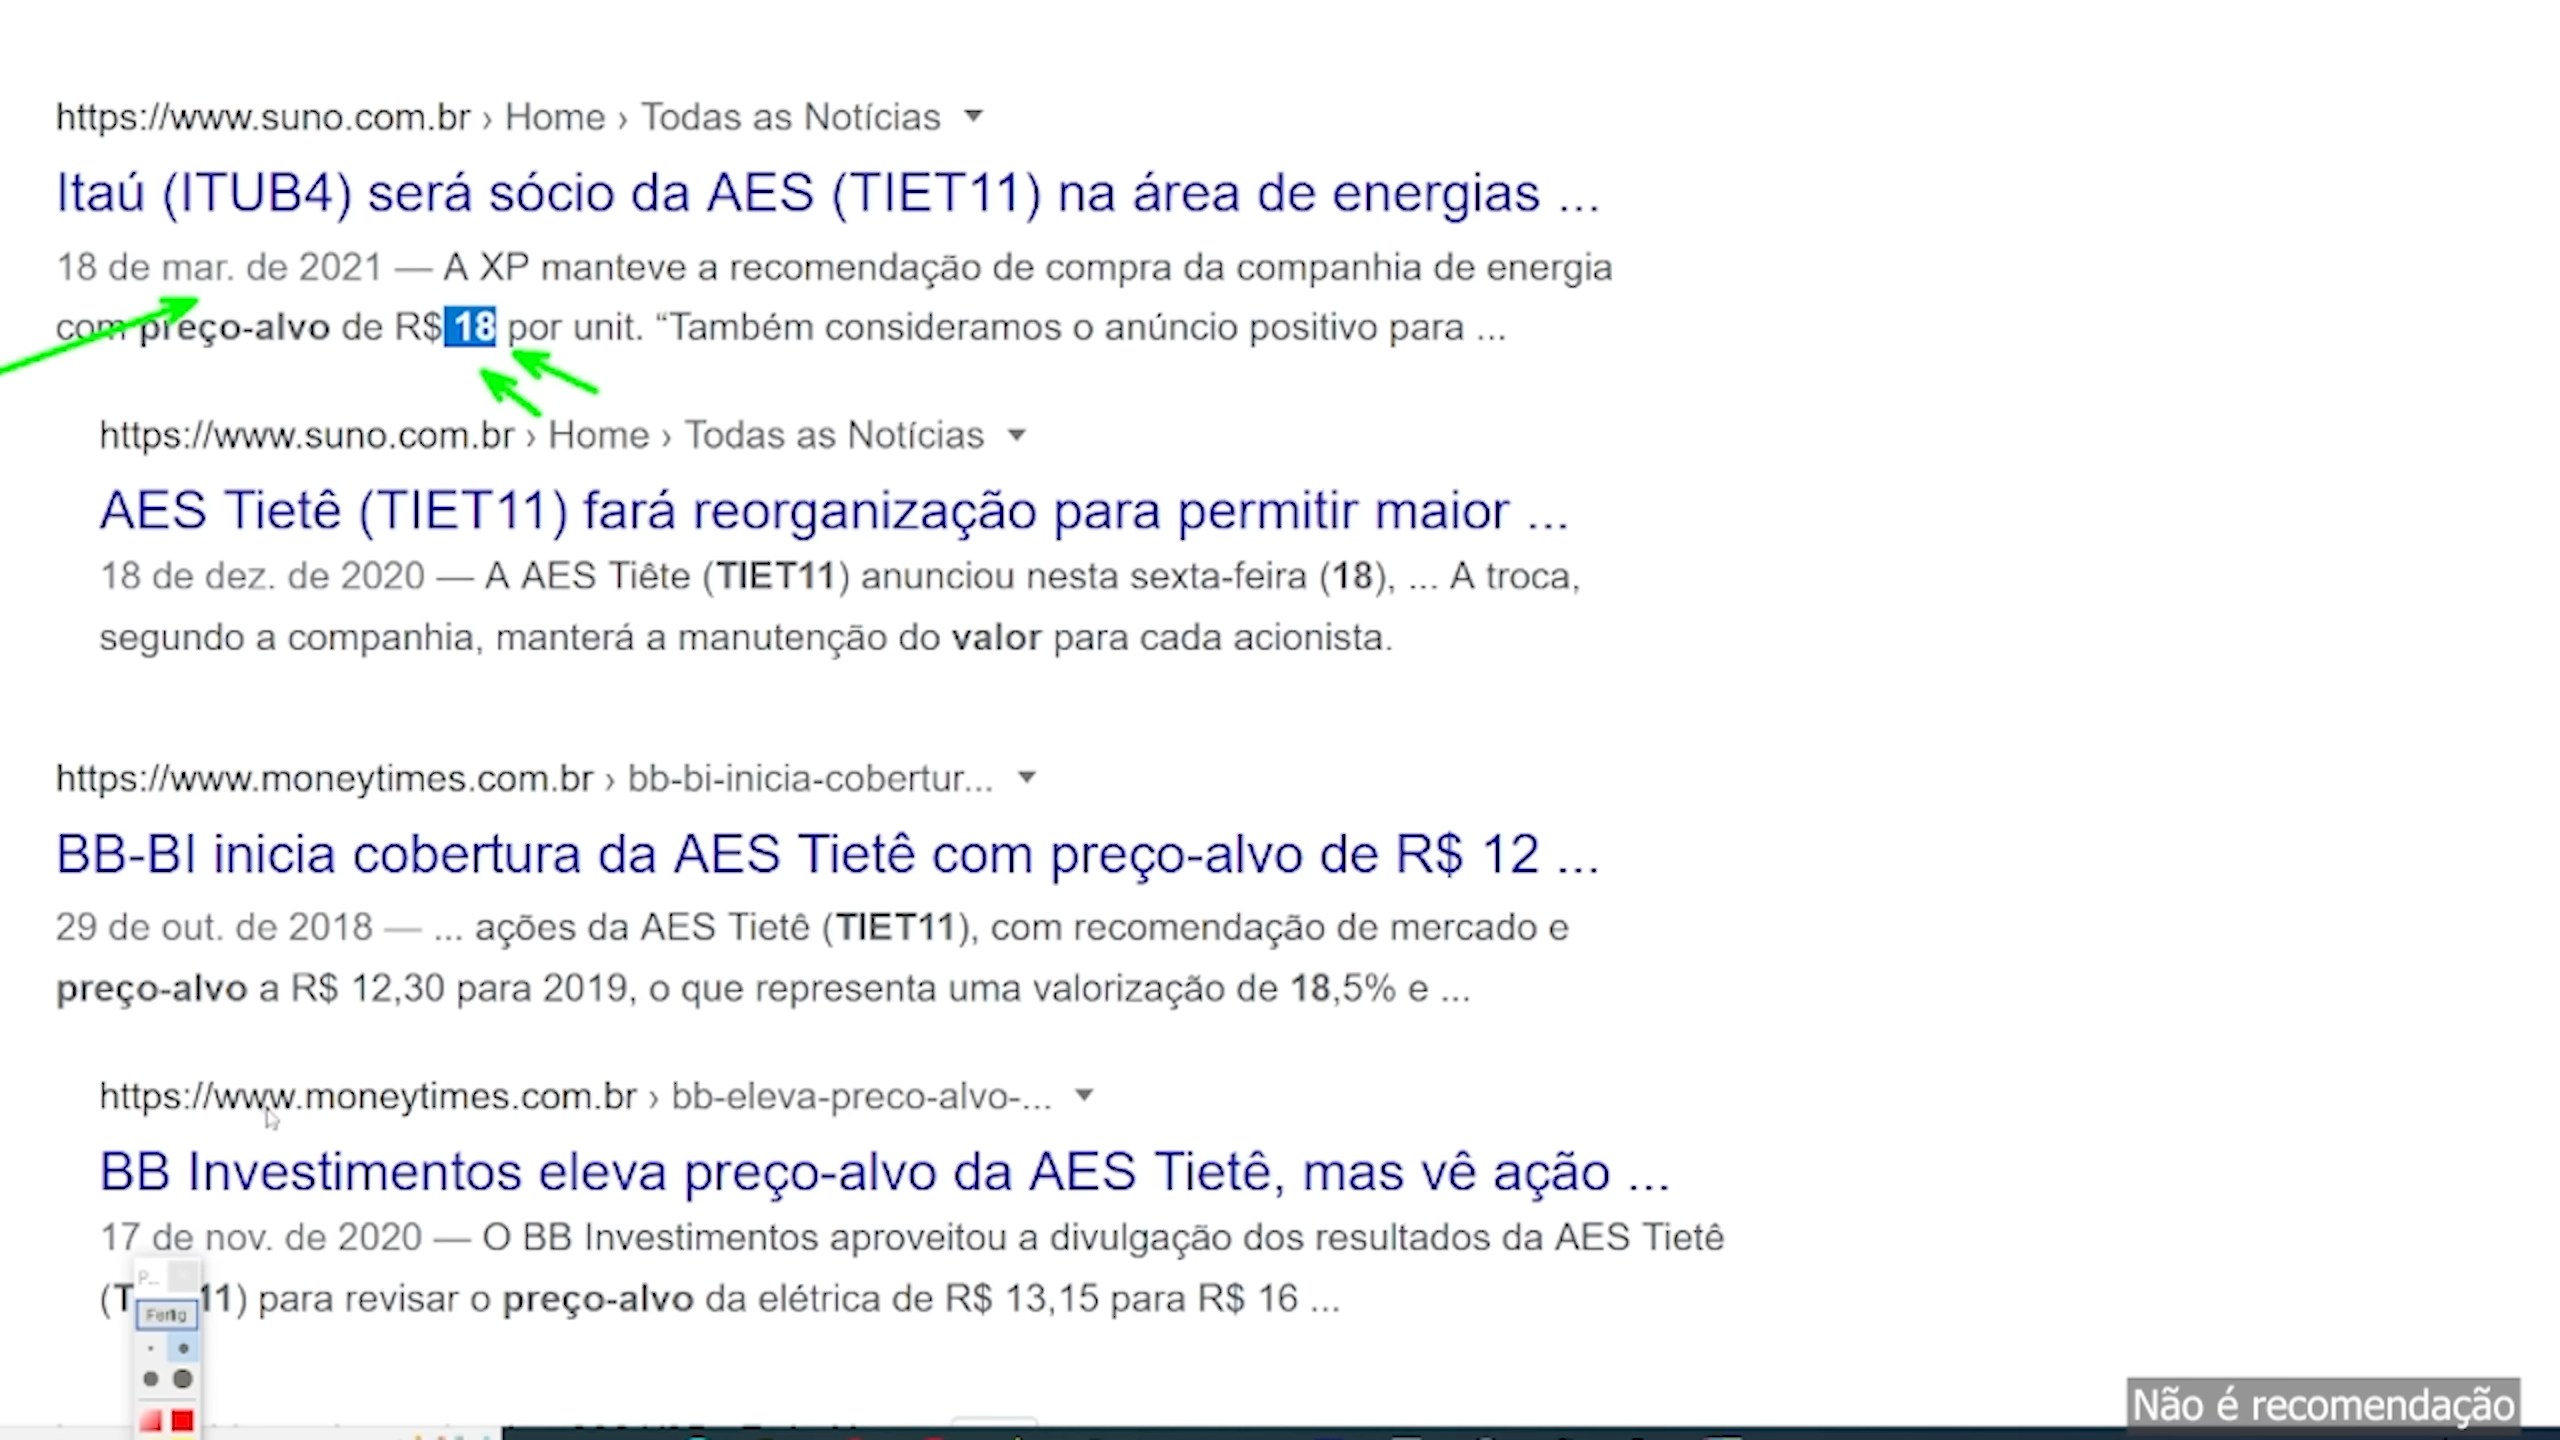 https://www.suno.com.br › Home › Todas as Notícias
Itaú (ITUB4) será sócio da AES (TIET11) na área de energias ...
18 de mar. de 2021 — A XP manteve a recomendação de compra da companhia de energia
com preço-alvo de R$ 18 por unit. “Também consideramos o anúncio positivo para ...
https://www.suno.com.br › Home › Todas as Notícias
AES Tietê (TIET11) fará reorganização para permitir maior ...
18 de dez. de 2020 — A AES Tiête (TIET11) anunciou nesta sexta-feira (18), ... A troca,
segundo a companhia, manterá a manutenção do valor para cada acionista.
https://www.moneytimes.com.br › bb-bi-inicia-cobertur...
BB-BI inicia cobertura da AES Tietê com preço-alvo de R$ 12 ...
29 de out. de 2018 — ... ações da AES Tietê (TIET11), com recomendação de mercado e
preço-alvo a R$ 12,30 para 2019, o que representa uma valorização de 18,5% e ...
https://www.moneytimes.com.br › bb-eleva-preco-alvo-...
BB Investimentos eleva preço-alvo da AES Tietê, mas vê ação ...
17 de nov. de 2020 — O BB Investimentos aproveitou a divulgação dos resultados da AES Tietê
(T 11) para revisar o preço-alvo da elétrica de R$ 13,15 para R$ 16 ...
P...
Fertig
Não é recomendação